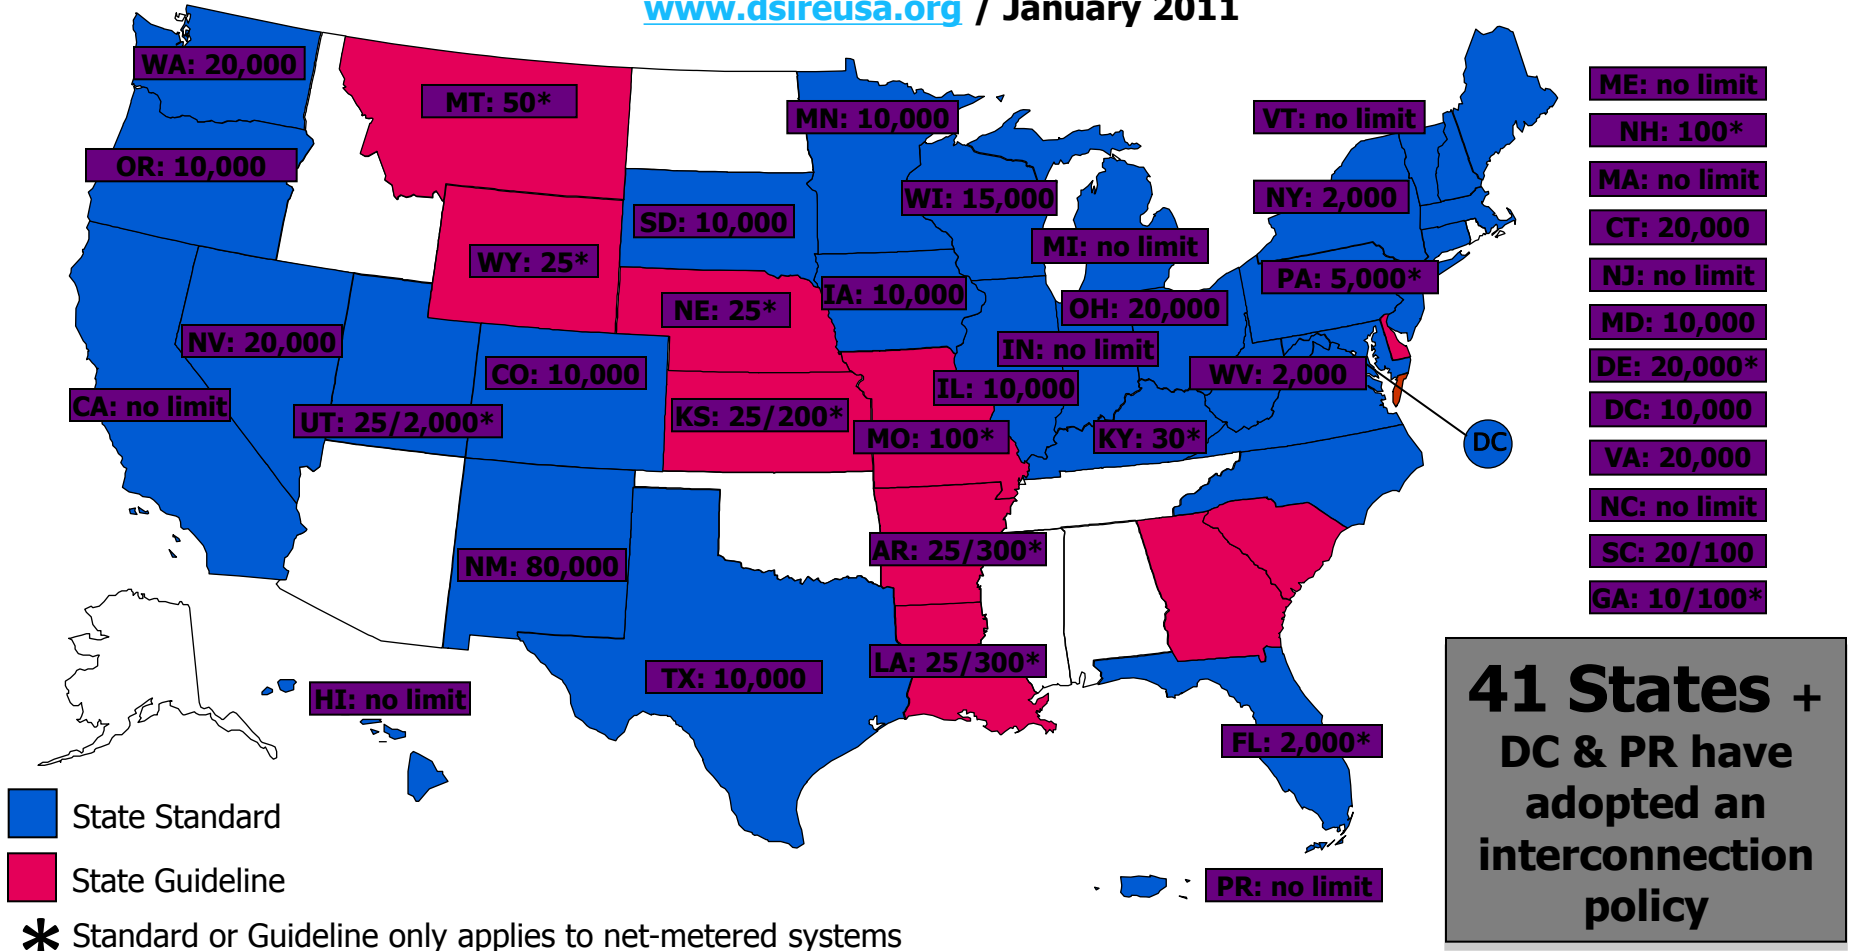 www.dsireusa.org / January 2011
WA: 20,000
MT: 50*
MN: 10,000
VT: no limit
ME: no limit
NH: 100*
OR: 10,000
MA: no limit
WI: 15,000
NY: 2,000
SD: 10,000
CT: 20,000
MI: no limit
WY: 25*
PA: 5,000*
NJ: no limit
NE: 25*
IA: 10,000
OH: 20,000
MD: 10,000
NV: 20,000
IN: no limit
DE: 20,000*
CO: 10,000
IL: 10,000
WV: 2,000
CA: no limit
DC: 10,000
UT: 25/2,000*
KS: 25/200*
MO: 100*
KY: 30*
DC
VA: 20,000
NC: no limit
AR: 25/300*
SC: 20/100
NM: 80,000
GA: 10/100*
LA: 25/300*
TX: 10,000
HI: no limit
FL: 2,000*
PR: no limit
41 States +
DC & PR have
adopted an
interconnection
policy
State Standard
State Guideline
* Standard or Guideline only applies to net-metered systems